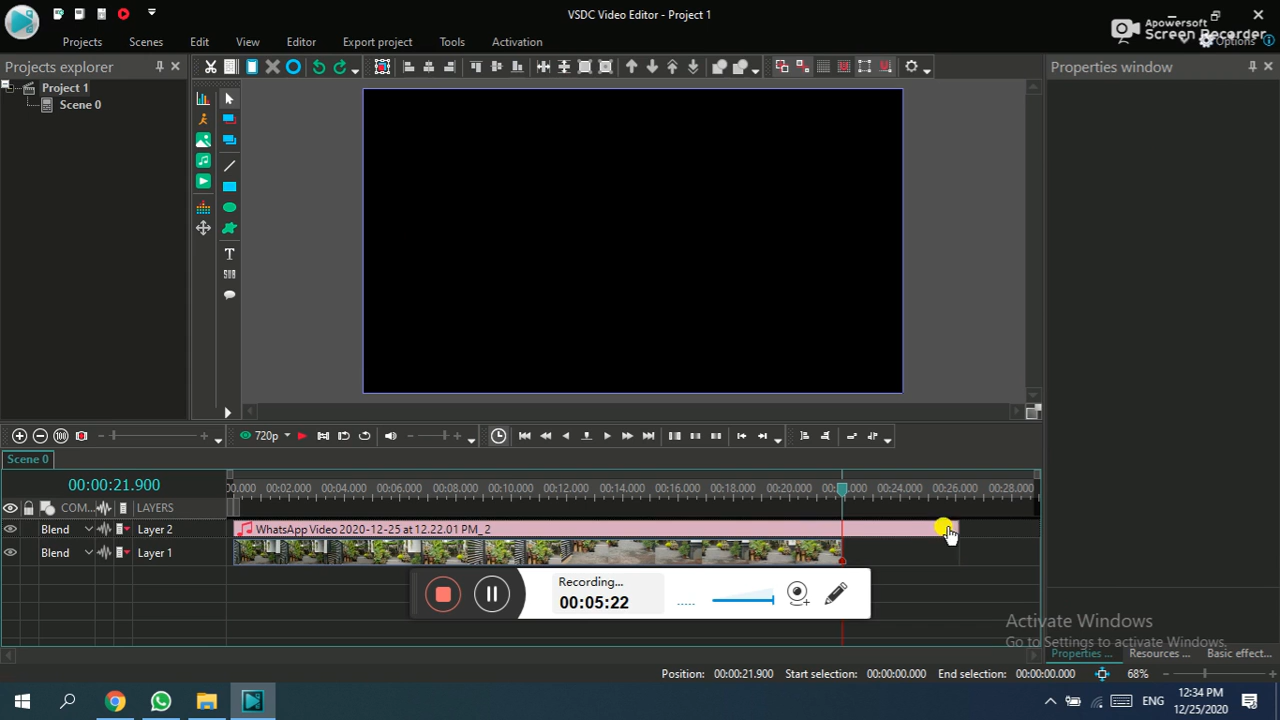 VSDC Video Editor - Project 1
Apowersoft
Screen Recorder
Projects Scenes Edit View Editor Export project Tools Activation
Options
Projects explorer
Properties window
Project 1
Scene 0
T
720p
Scene 0
00:00:21.900
0.000 00:02.000 00:04.000 00:06.000 00:08.000 00:10.000 00:12.000 00:14.000 00:16.000 00:18.000 00:20.000 00:24.000 00:26.000 00:28.000
COM... LAYERS
Blend Layer 2
WhatsApp Video 2020-12-25 at 12.22.01 PM_2
Blend Layer 1
Recording...
00:05:22
Activate Windows
Go to Settings to activate Windows.
Properties ... Resources ... Basic effect...
Position: 00:00:21.900 Start selection: 00:00:00.000 End selection: 00:00:00.000 68%
ENG
12:34 PM
12/25/2020